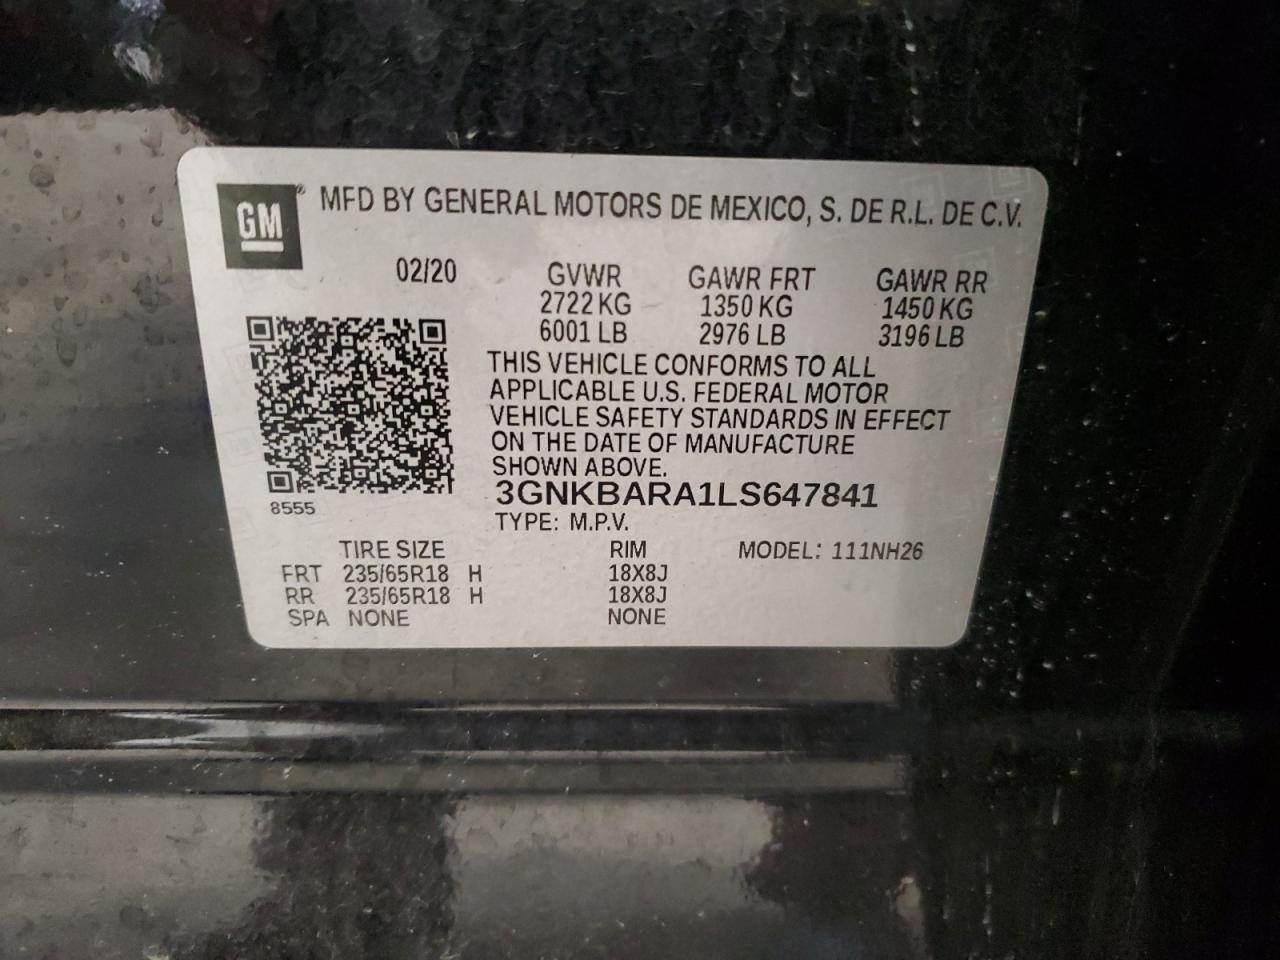 GM ® MFD BY GENERAL MOTORS DE MEXICO, S. DE R.L. DE C.V.
02/20 GVWR GAWR FRT GAWR RR
2722 KG 1350 KG 1450 KG
6001 LB 2976 LB 3196 LB
THIS VEHICLE CONFORMS TO ALL
APPLICABLE U.S. FEDERAL MOTOR
VEHICLE SAFETY STANDARDS IN EFFECT
ON THE DATE OF MANUFACTURE
SHOWN ABOVE.
3GNKBARA1LS647841
8555
TYPE: M.P.V.
TIRE SIZE RIM MODEL: 111NH26
FRT 235/65R18 H 18X8J
RR 235/65R18 H 18X8J
SPA NONE NONE